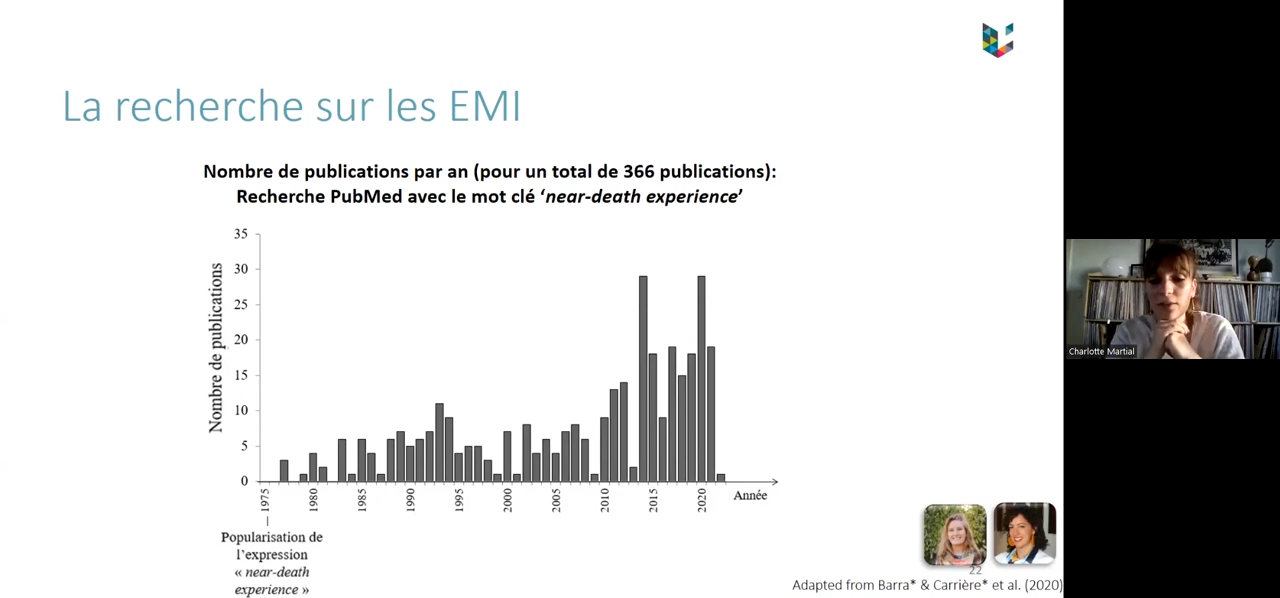 La recherche sur les EMI
Nombre de publications par an (pour un total de 366 publications):
Recherche PubMed avec le mot clé ‘near-death experience’
Nombre de publications
35
30
25
20
15
10
5
0
1975
1980
1985
1990
1995
2000
2005
2010
2015
2020
Année
Popularisation de
l’expression
« near-death
experience »
Charlotte Martial
22
Adapted from Barra* & Carrière* et al. (2020)